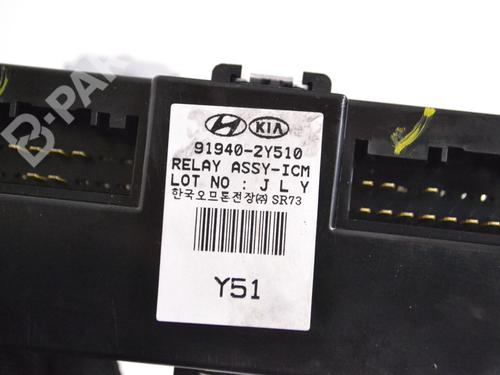 B-PARTS
HYUNDAI KIA
91940-2Y510
RELAY ASSY-ICM
LOT NO : J L Y
한국오므론전장㈜ SR73
Y51